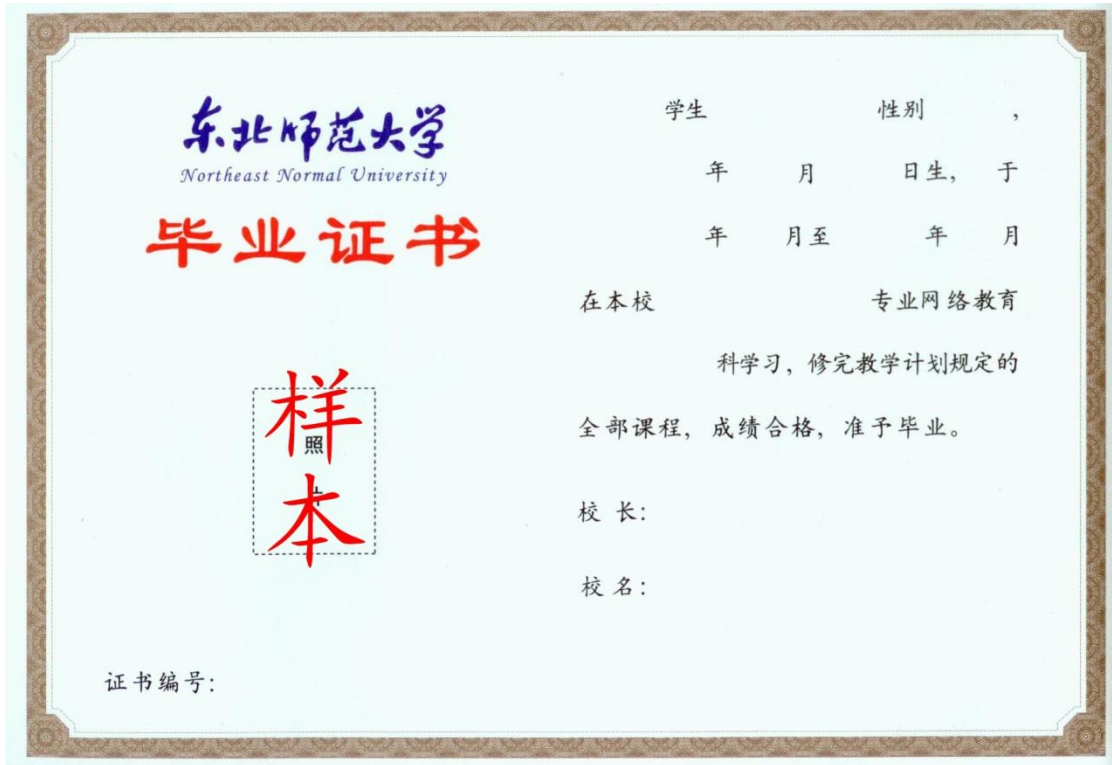 东北师范大学
Northeast Normal University
毕业证书
样
照
本
证书编号：
学生 性别 ，
年 月 日生， 于
年 月至 年 月
在本校 专业网络教育
科学习，修完教学计划规定的
全部课程，成绩合格，准予毕业。
校 长：
校 名：